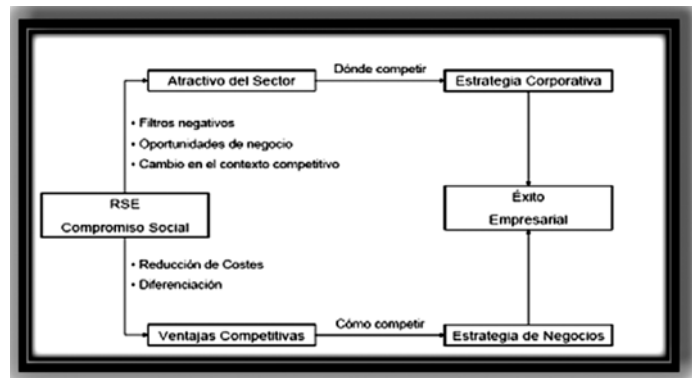 Dónde competir
Atractivo del Sector
Estrategia Corporativa
• Filtros negativos
• Oportunidades de negocio
• Cambio en el contexto competitivo
RSE
Compromiso Social
Éxito
Empresarial
• Reducción de Costes
• Diferenciación
Cómo competir
Ventajas Competitivas
Estrategia de Negocios